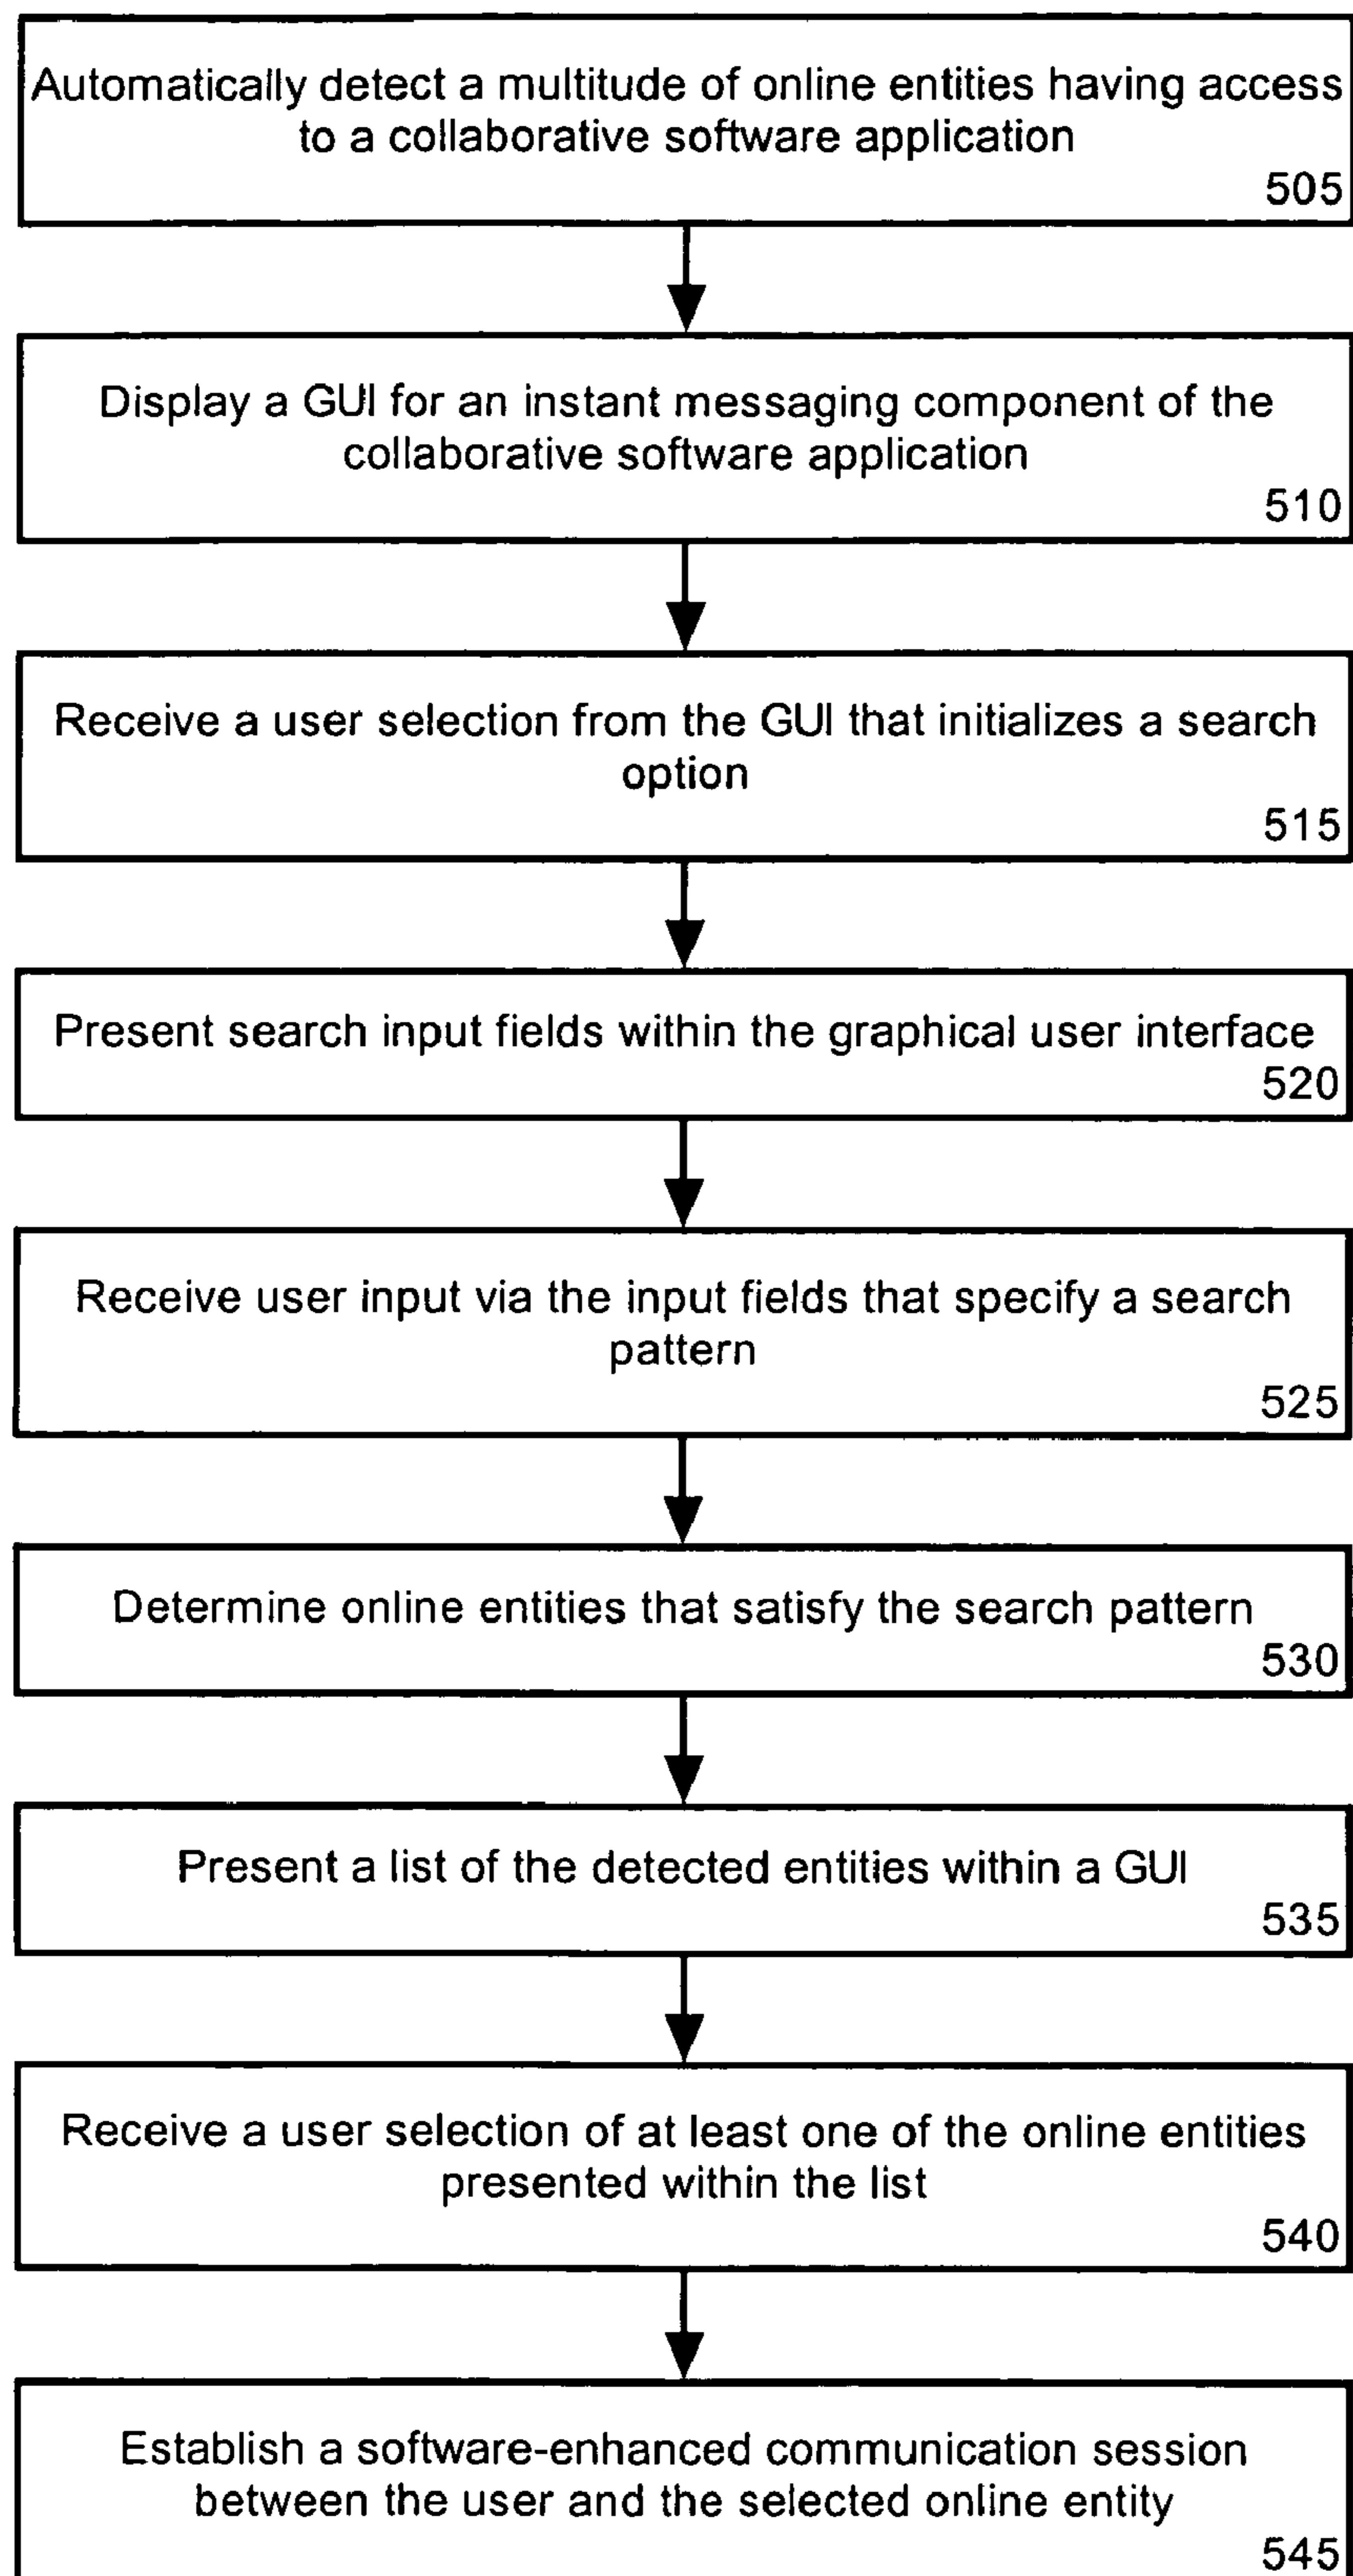 Automatically detect a multitude of online entities having access
to a collaborative software application
505
Display a GUI for an instant messaging component of the
collaborative software application
510
Receive a user selection from the GUI that initializes a search
option
515
Present search input fields within the graphical user interface
520
Receive user input via the input fields that specify a search
pattern
525
Determine online entities that satisfy the search pattern
530
Present a list of the detected entities within a GUI
535
Receive a user selection of at least one of the online entities
presented within the list
540
Establish a software-enhanced communication session
between the user and the selected online entity
545